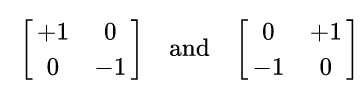 [ +1 0 ] and [ 0 +1 ]
[ 0 −1 ] [ −1 0 ]